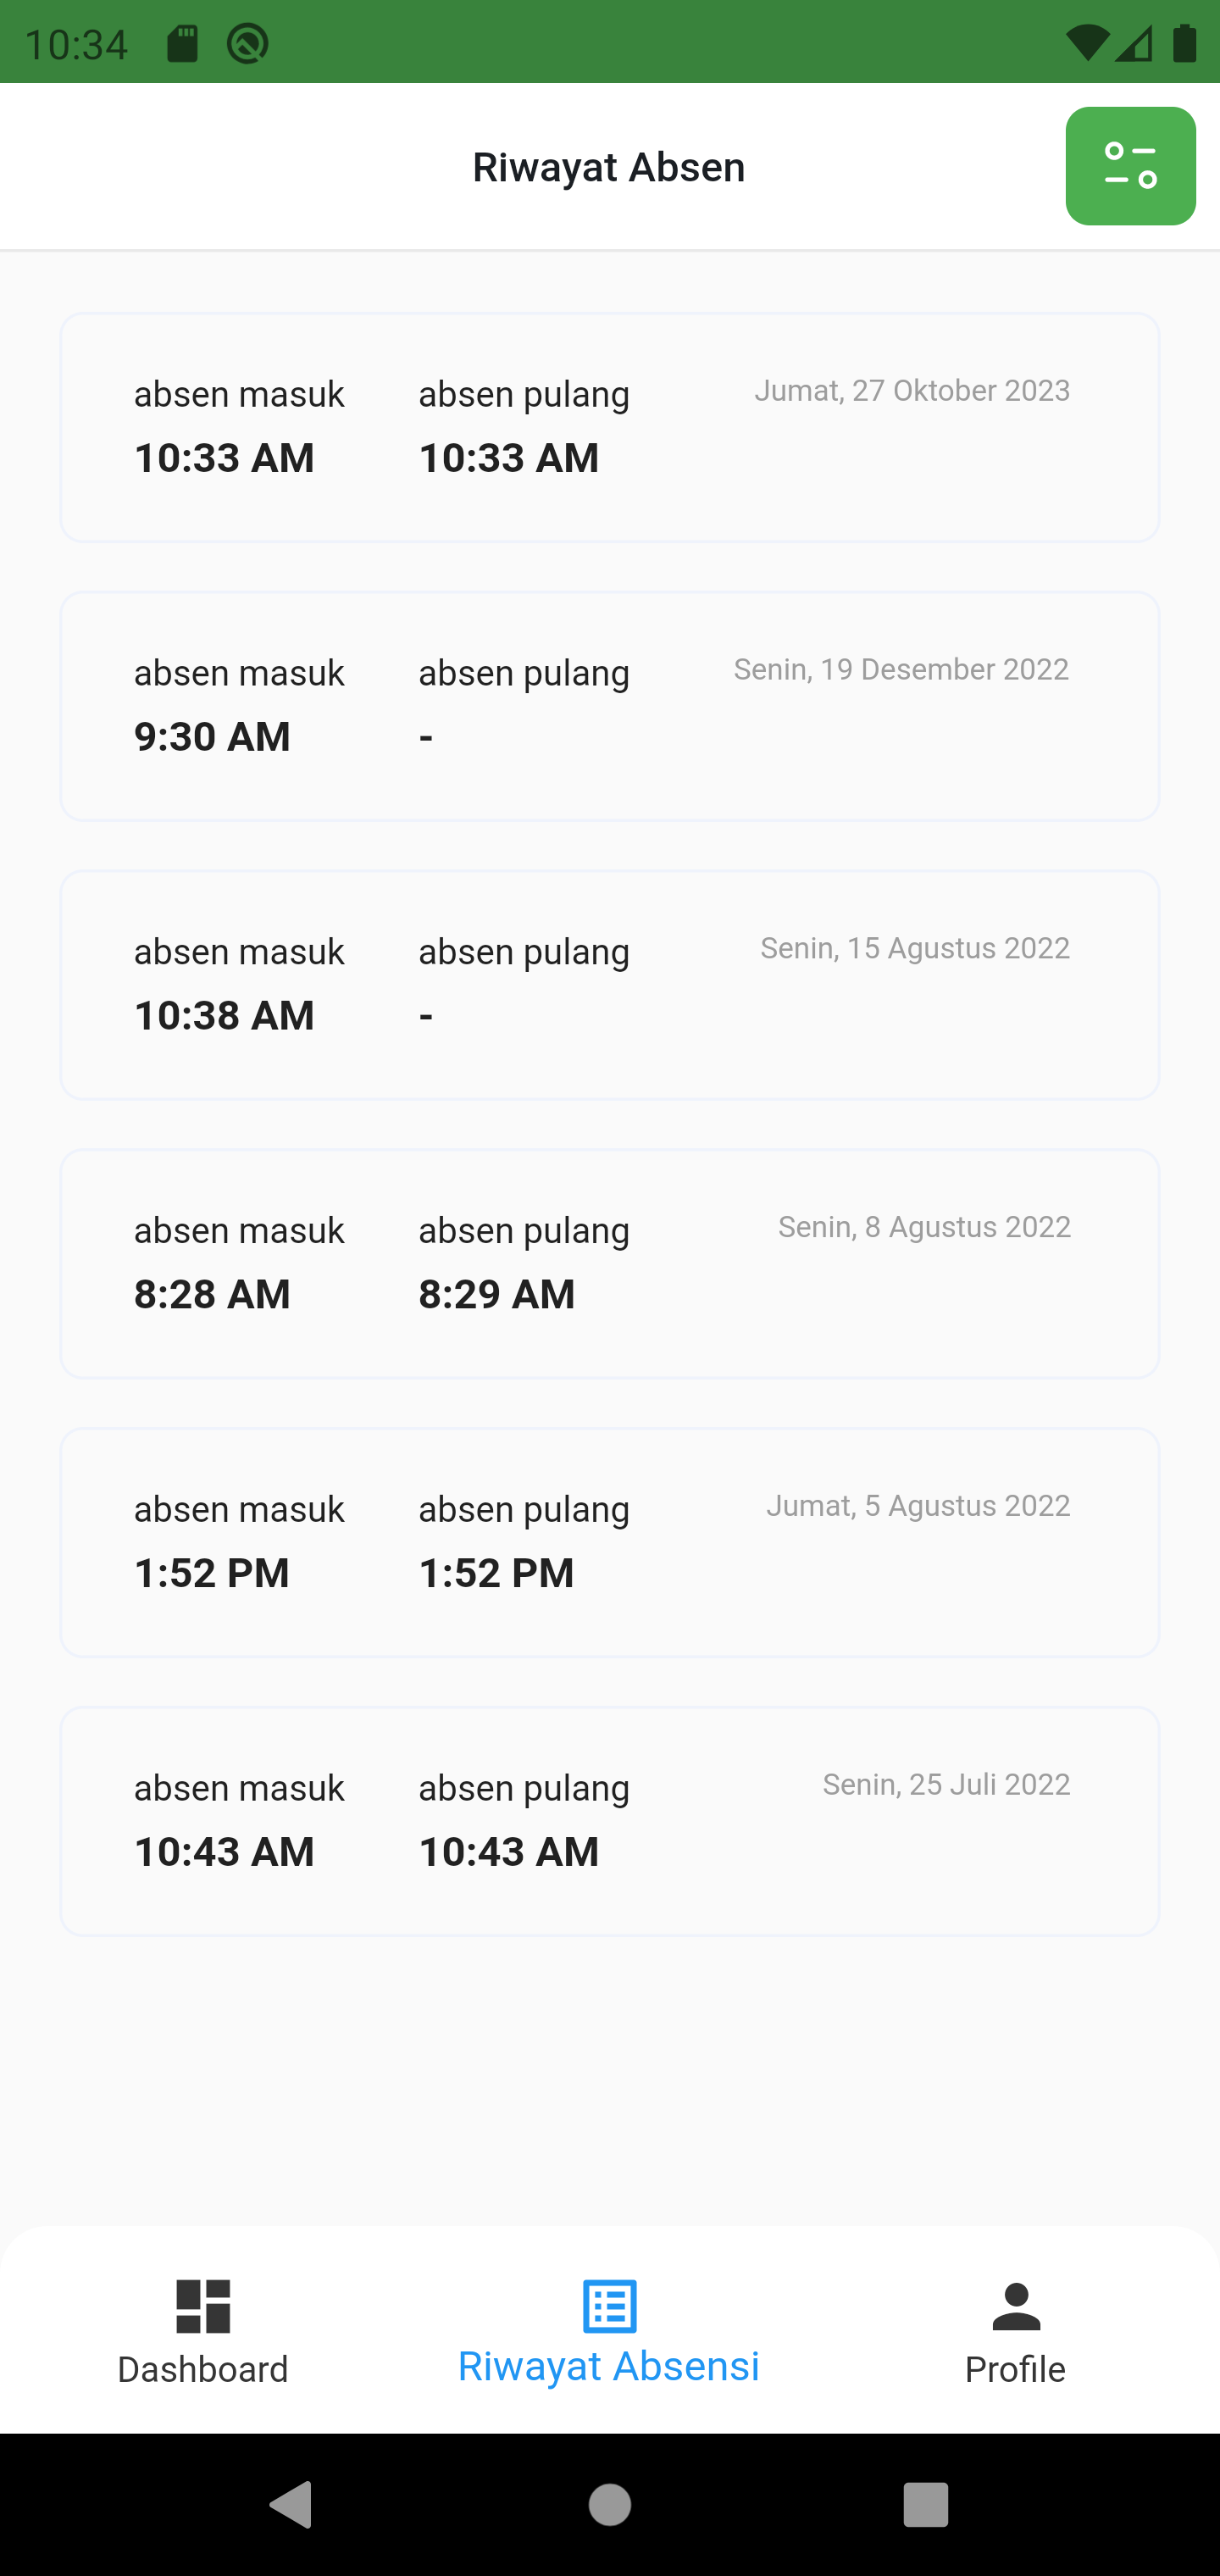 10:34
Riwayat Absen
absen masuk absen pulang Jumat, 27 Oktober 2023
10:33 AM 10:33 AM
absen masuk absen pulang Senin, 19 Desember 2022
9:30 AM -
absen masuk absen pulang Senin, 15 Agustus 2022
10:38 AM -
absen masuk absen pulang Senin, 8 Agustus 2022
8:28 AM 8:29 AM
absen masuk absen pulang Jumat, 5 Agustus 2022
1:52 PM 1:52 PM
absen masuk absen pulang Senin, 25 Juli 2022
10:43 AM 10:43 AM
Dashboard Riwayat Absensi Profile